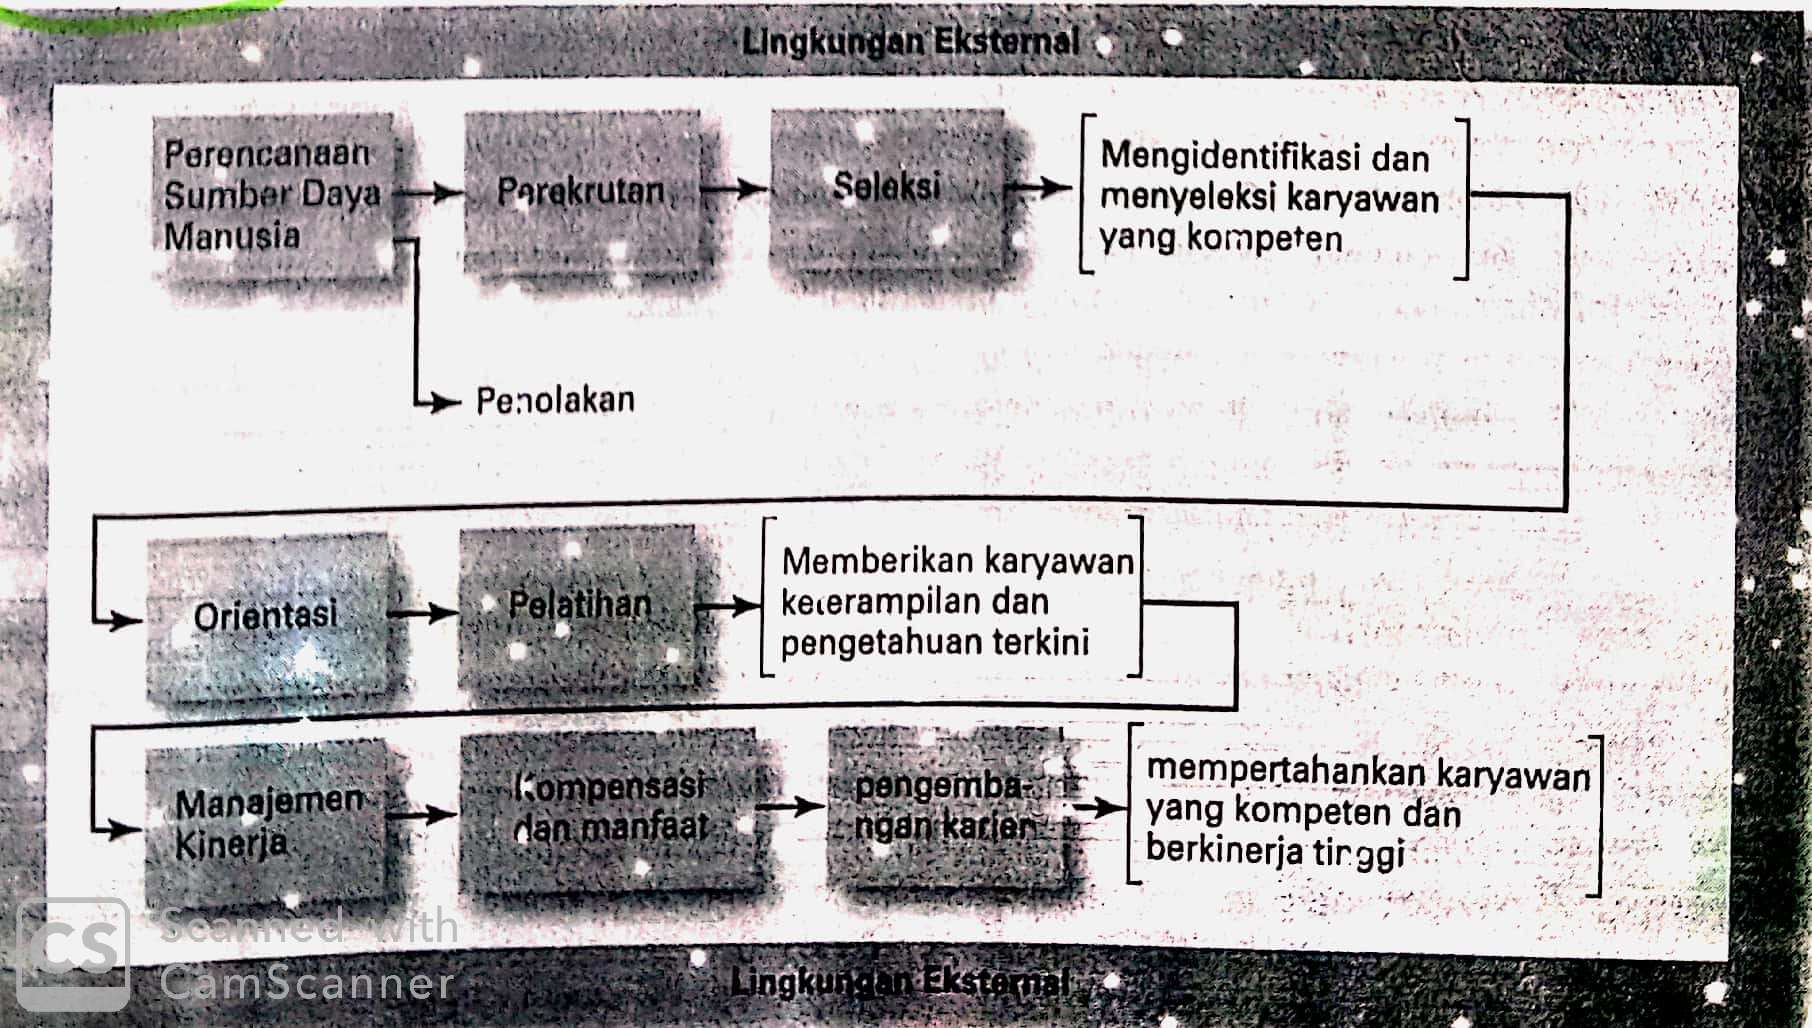 Lingkungan Eksternal
Perencanaan
Sumber Daya
Manusia
Perekrutan
Seleksi
Mengidentifikasi dan
menyeleksi karyawan
yang kompeten
Penolakan
Orientasi
Pelatihan
Memberikan karyawan
keterampilan dan
pengetahuan terkini
Manajemen
Kinerja
Kompensasi
dan manfaat
pengemba-
ngan karier
mempertahankan karyawan
yang kompeten dan
berkinerja tinggi
Lingkungan Eksternal
CS
Scanned with
CamScanner